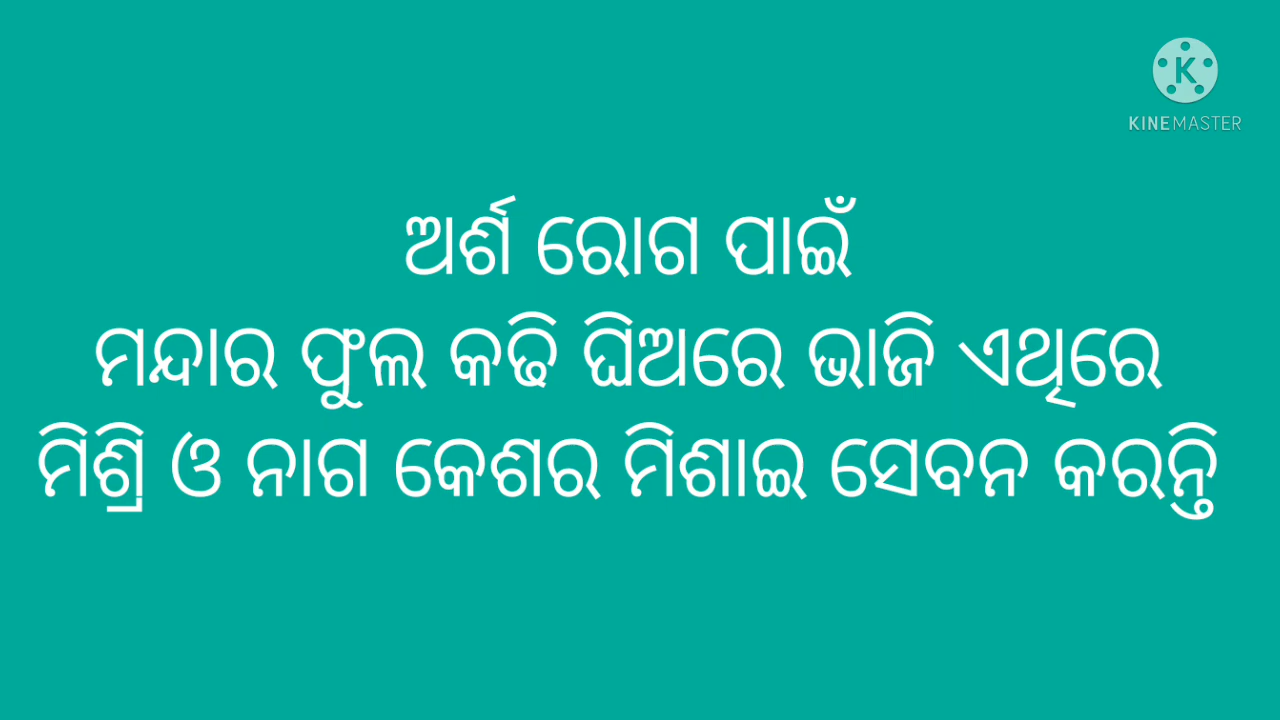 KINEMASTER
ଅର୍ଶ ରୋଗ ପାଇଁ
ମନ୍ଦାର ଫୁଲ କଢି ଘିଅରେ ଭାଜି ଏଥିରେ
ମିଶ୍ରି ଓ ନାଗ କେଶର ମିଶାଇ ସେବନ କରନ୍ତି